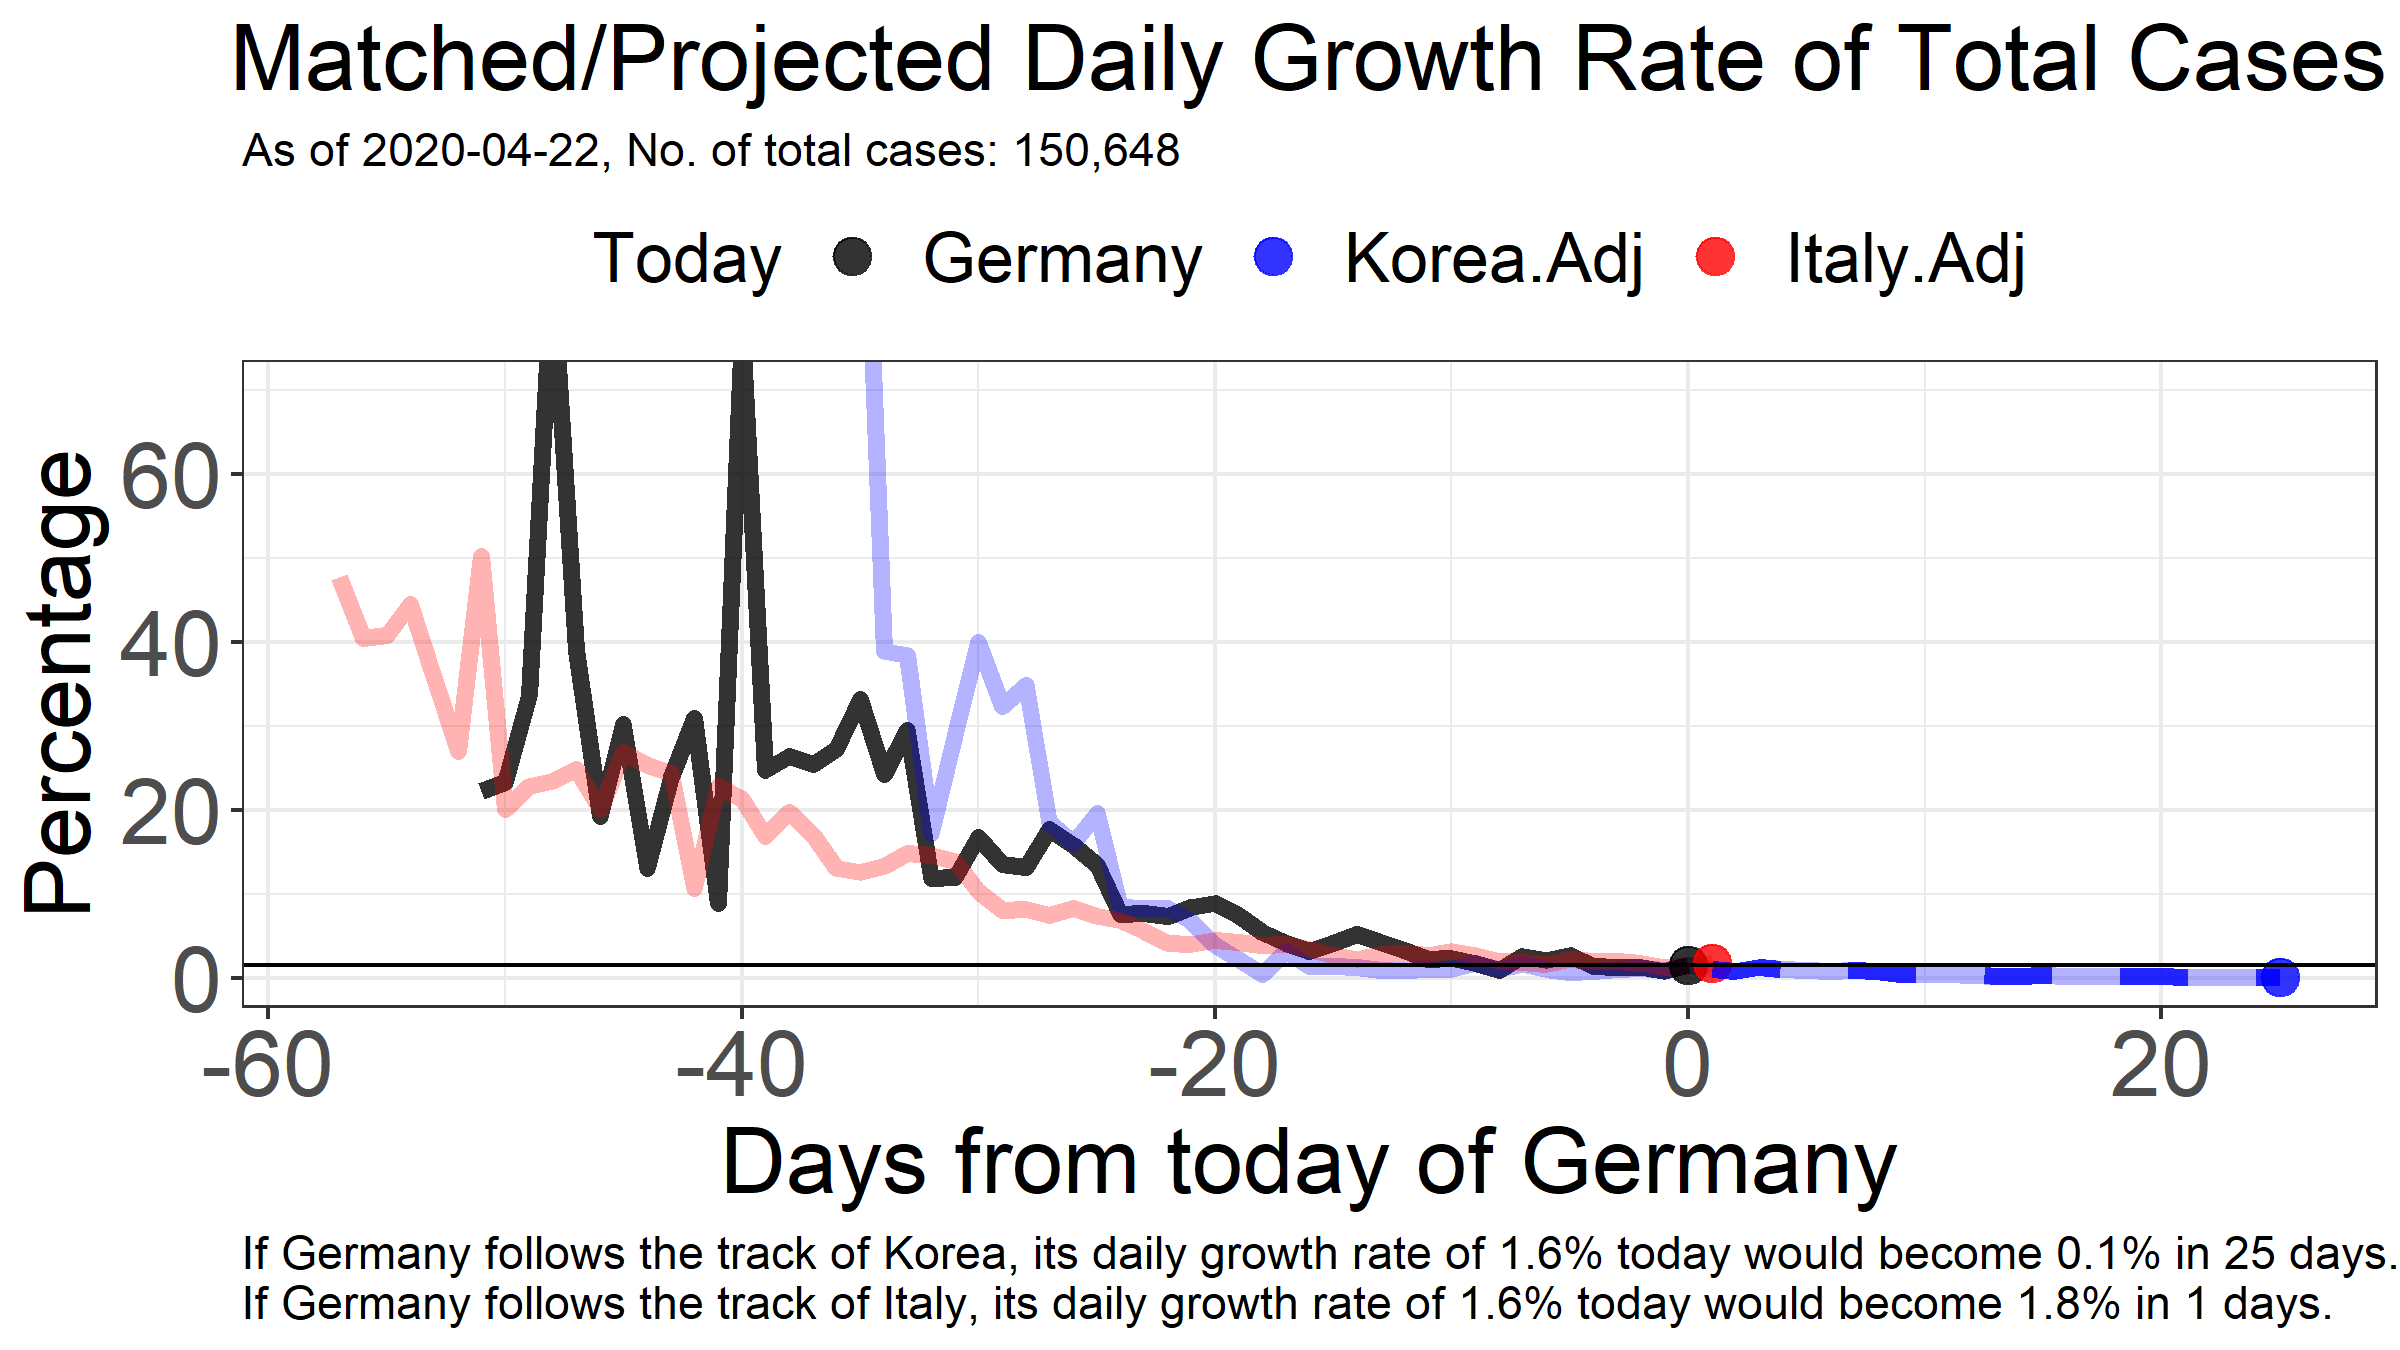 Matched/Projected Daily Growth Rate of Total Cases
As of 2020-04-22, No. of total cases: 150,648
Today Germany Korea.Adj Italy.Adj
Percentage
60
40
20
0
-60 -40 -20 0 20
Days from today of Germany
If Germany follows the track of Korea, its daily growth rate of 1.6% today would become 0.1% in 25 days.
If Germany follows the track of Italy, its daily growth rate of 1.6% today would become 1.8% in 1 days.